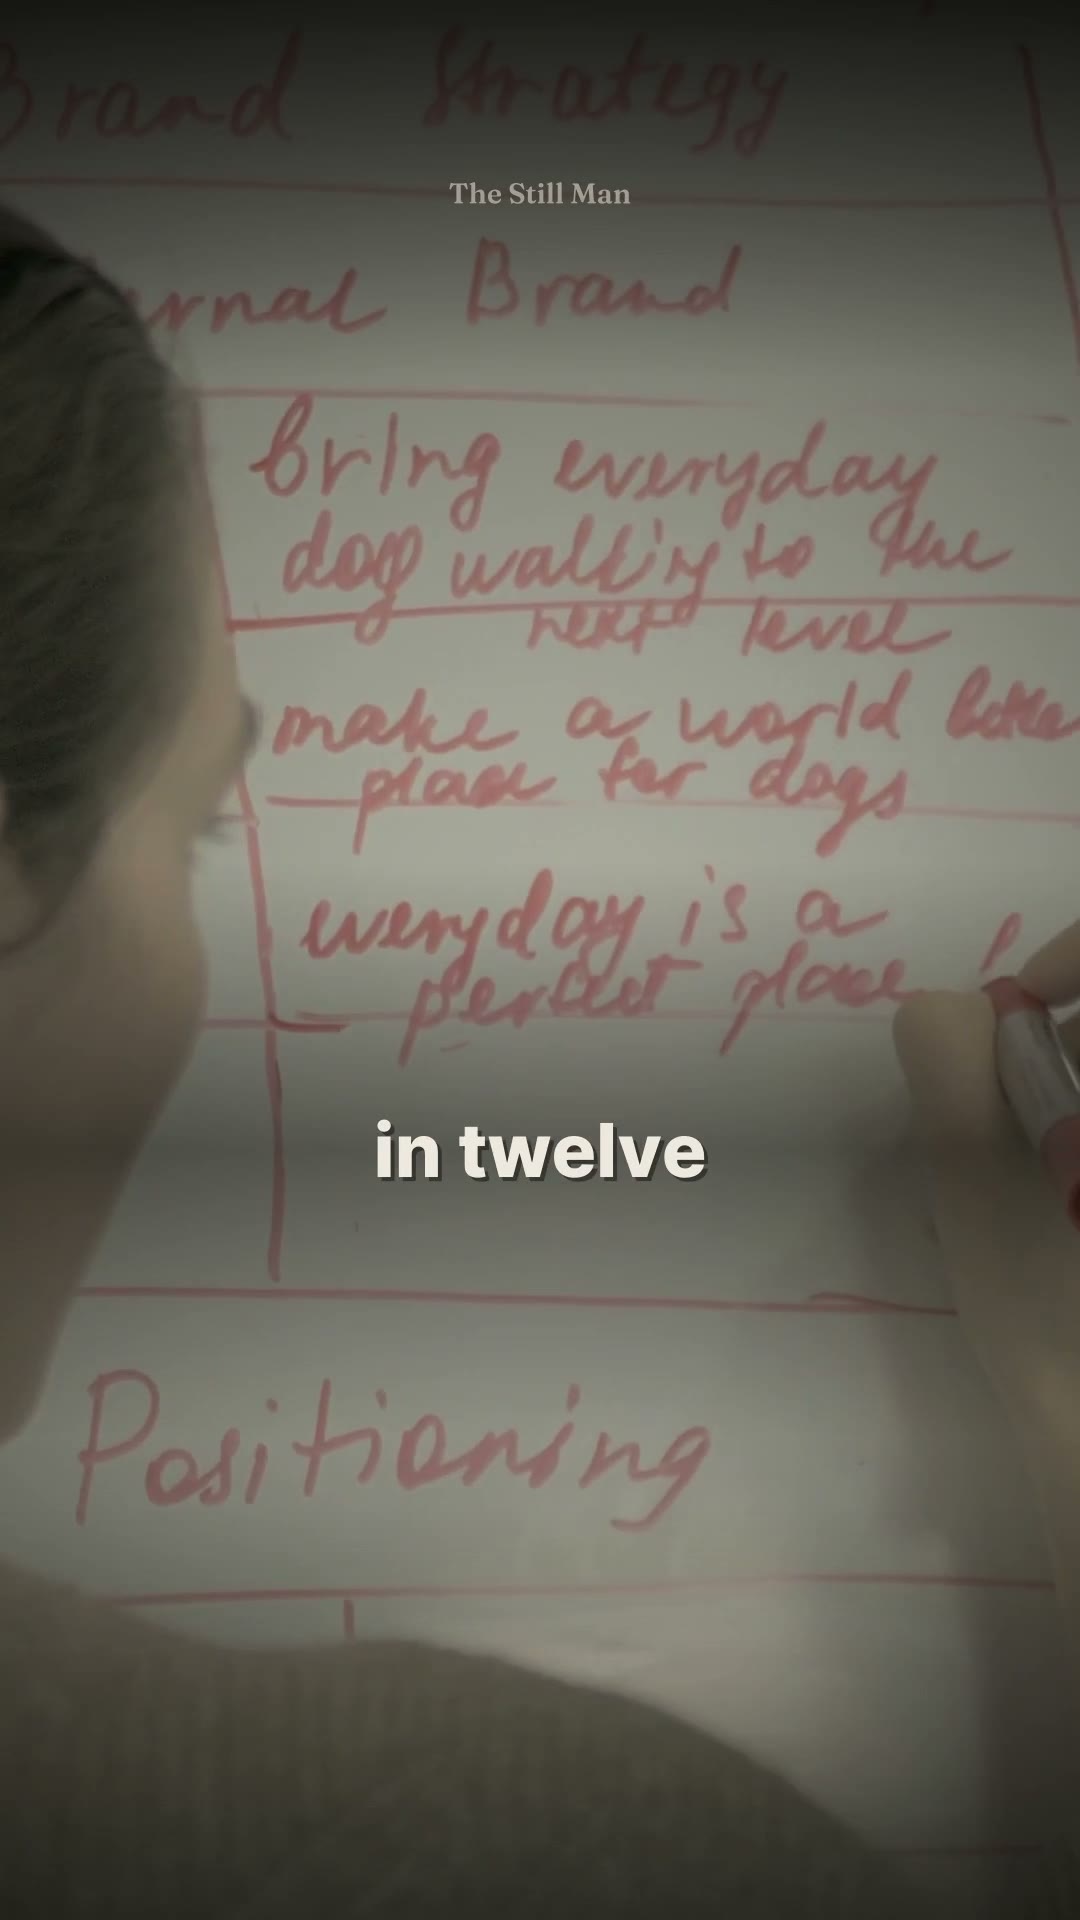 Brand Strategy
The Still Man
Brand
bring everyday
dog walking to the
next level
make a world better
place for dogs
everyday is a
perfect place
in twelve
Positioning